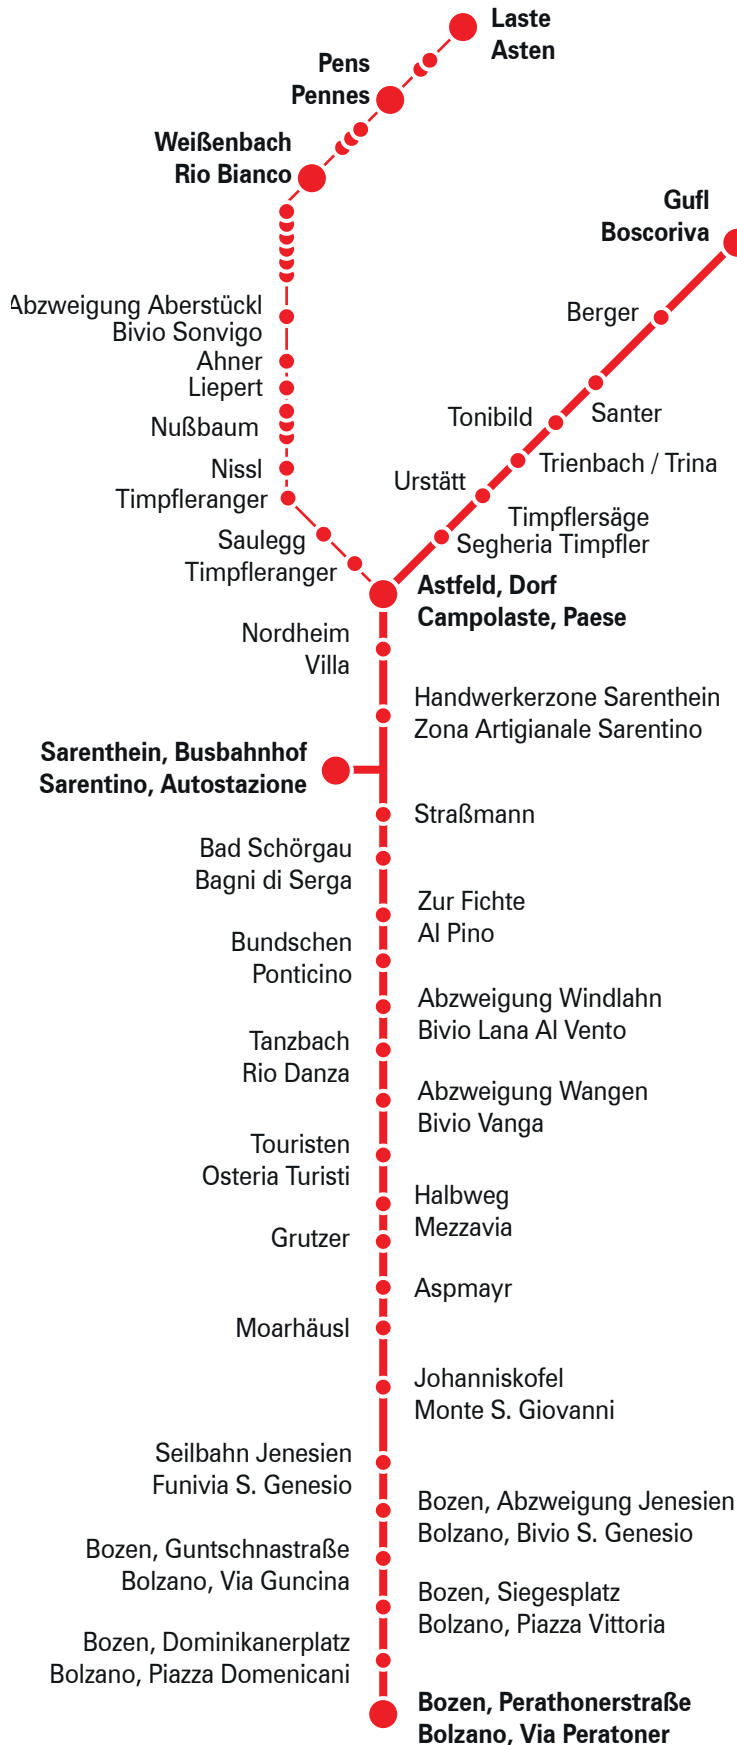 Laste
Asten
Pens
Pennes
Weißenbach
Rio Bianco
Gufl
Boscoriva
Abzweigung Aberstückl
Bivio Sonvigo
Berger
Ahner
Liepert
Santer
Tonibild
Nußbaum
Trienbach / Trina
Nissl
Urstätt
Timpfleranger
Timpflersäge
Segheria Timpfler
Saulegg
Timpfleranger
Astfeld, Dorf
Campolaste, Paese
Nordheim
Villa
Handwerkerzone Sarenthein
Zona Artigianale Sarentino
Sarenthein, Busbahnhof
Sarentino, Autostazione
Straßmann
Bad Schörgau
Bagni di Serga
Zur Fichte
Al Pino
Bundschen
Ponticino
Abzweigung Windlahn
Bivio Lana Al Vento
Tanzbach
Rio Danza
Abzweigung Wangen
Bivio Vanga
Touristen
Osteria Turisti
Halbweg
Mezzavia
Grutzer
Aspmayr
Moarhäusl
Johanniskofel
Monte S. Giovanni
Seilbahn Jenesien
Funivia S. Genesio
Bozen, Abzweigung Jenesien
Bolzano, Bivio S. Genesio
Bozen, Guntschnastraße
Bolzano, Via Guncina
Bozen, Siegesplatz
Bolzano, Piazza Vittoria
Bozen, Dominikanerplatz
Bolzano, Piazza Domenicani
Bozen, Perathonerstraße
Bolzano, Via Peratoner